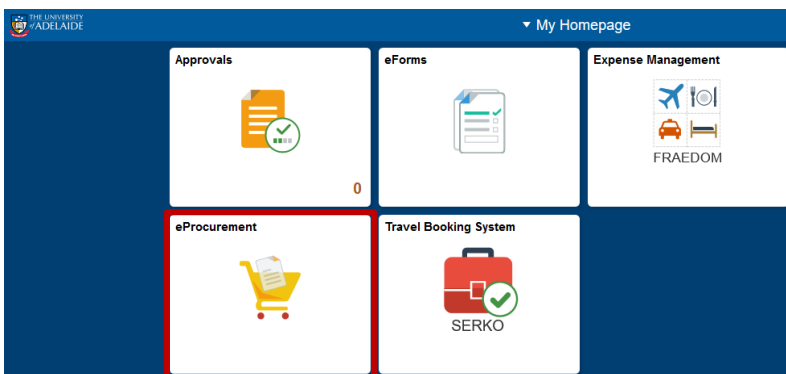 THE UNIVERSITY
of ADELAIDE
My Homepage
Approvals
eForms
Expense Management
FRAEDOM
0
eProcurement
Travel Booking System
SERKO